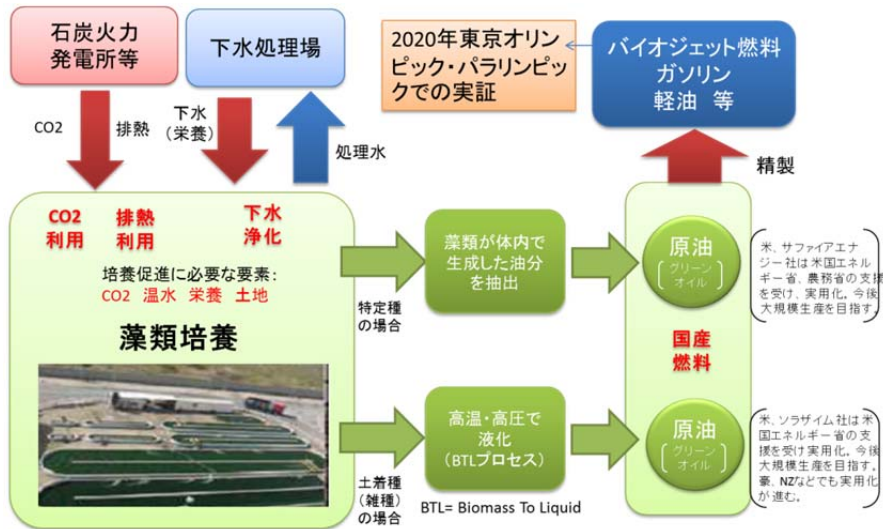 石炭火力
発電所等
下水処理場
2020年東京オリン
ピック・パラリンピッ
クでの実証
バイオジェット燃料
ガソリン
軽油 等
CO2
排熱
下水
(栄養)
処理水
精製
CO2
利用
排熱
利用
下水
浄化
培養促進に必要な要素:
CO2 温水 栄養 土地
藻類培養
特定種
の場合
藻類が体内で
生成した油分
を抽出
原油
グリーン
オイル
米、サファイアエナ
ジー社は米国エネル
ギー省、農務省の支援
を受け、実用化。今後
大規模生産を目指す。
国産
燃料
土着種
(雑種)
の場合
高温・高圧で
液化
(BTLプロセス)
BTL= Biomass To Liquid
原油
グリーン
オイル
米、ソラザイム社は米
国エネルギー省の支
援を受け実用化。今後
大規模生産を目指す。
豪、NZなどでも実用化
が進む。